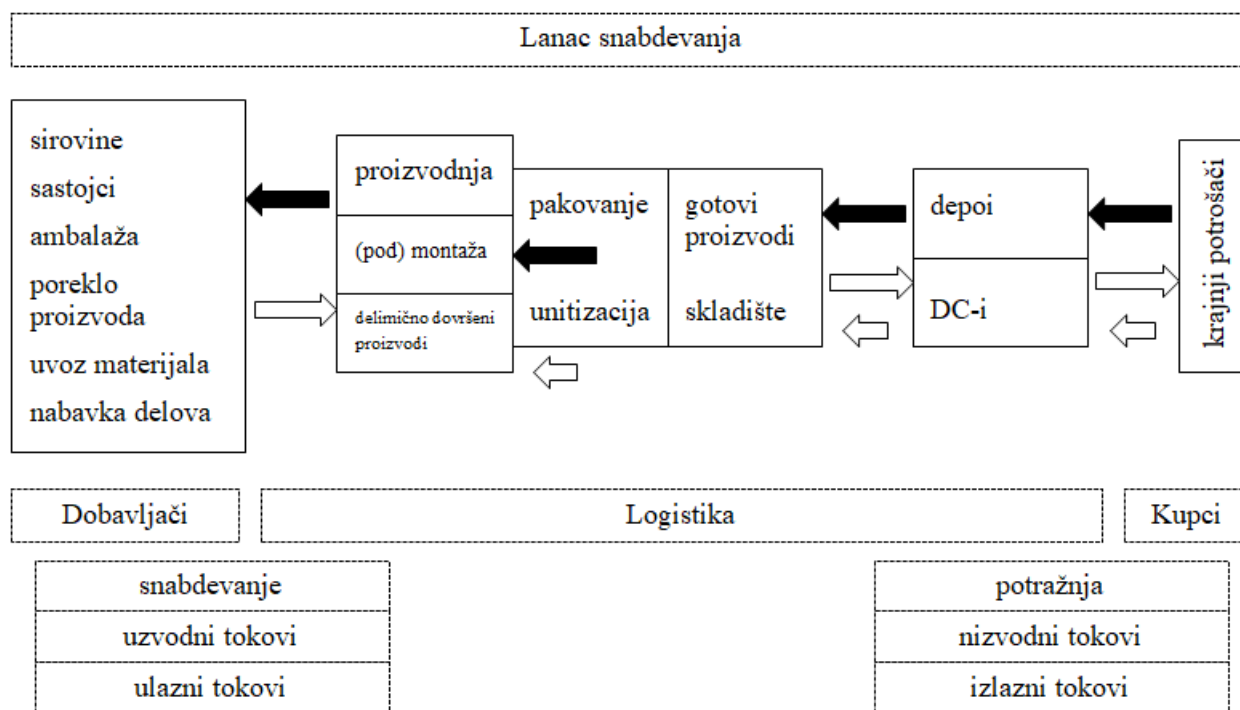 Lanac snabdevanja
sirovine
sastojci
ambalaža
poreklo
proizvoda
uvoz materijala
nabavka delova
proizvodnja
(pod) montaža
delimično dovršeni
proizvodi
pakovanje
unitizacija
gotovi
proizvodi
skladište
depoi
DC-i
krajnji potrošači
Dobavljači
Logistika
Kupci
snabdevanje
uzvodni tokovi
ulazni tokovi
potražnja
nizvodni tokovi
izlazni tokovi